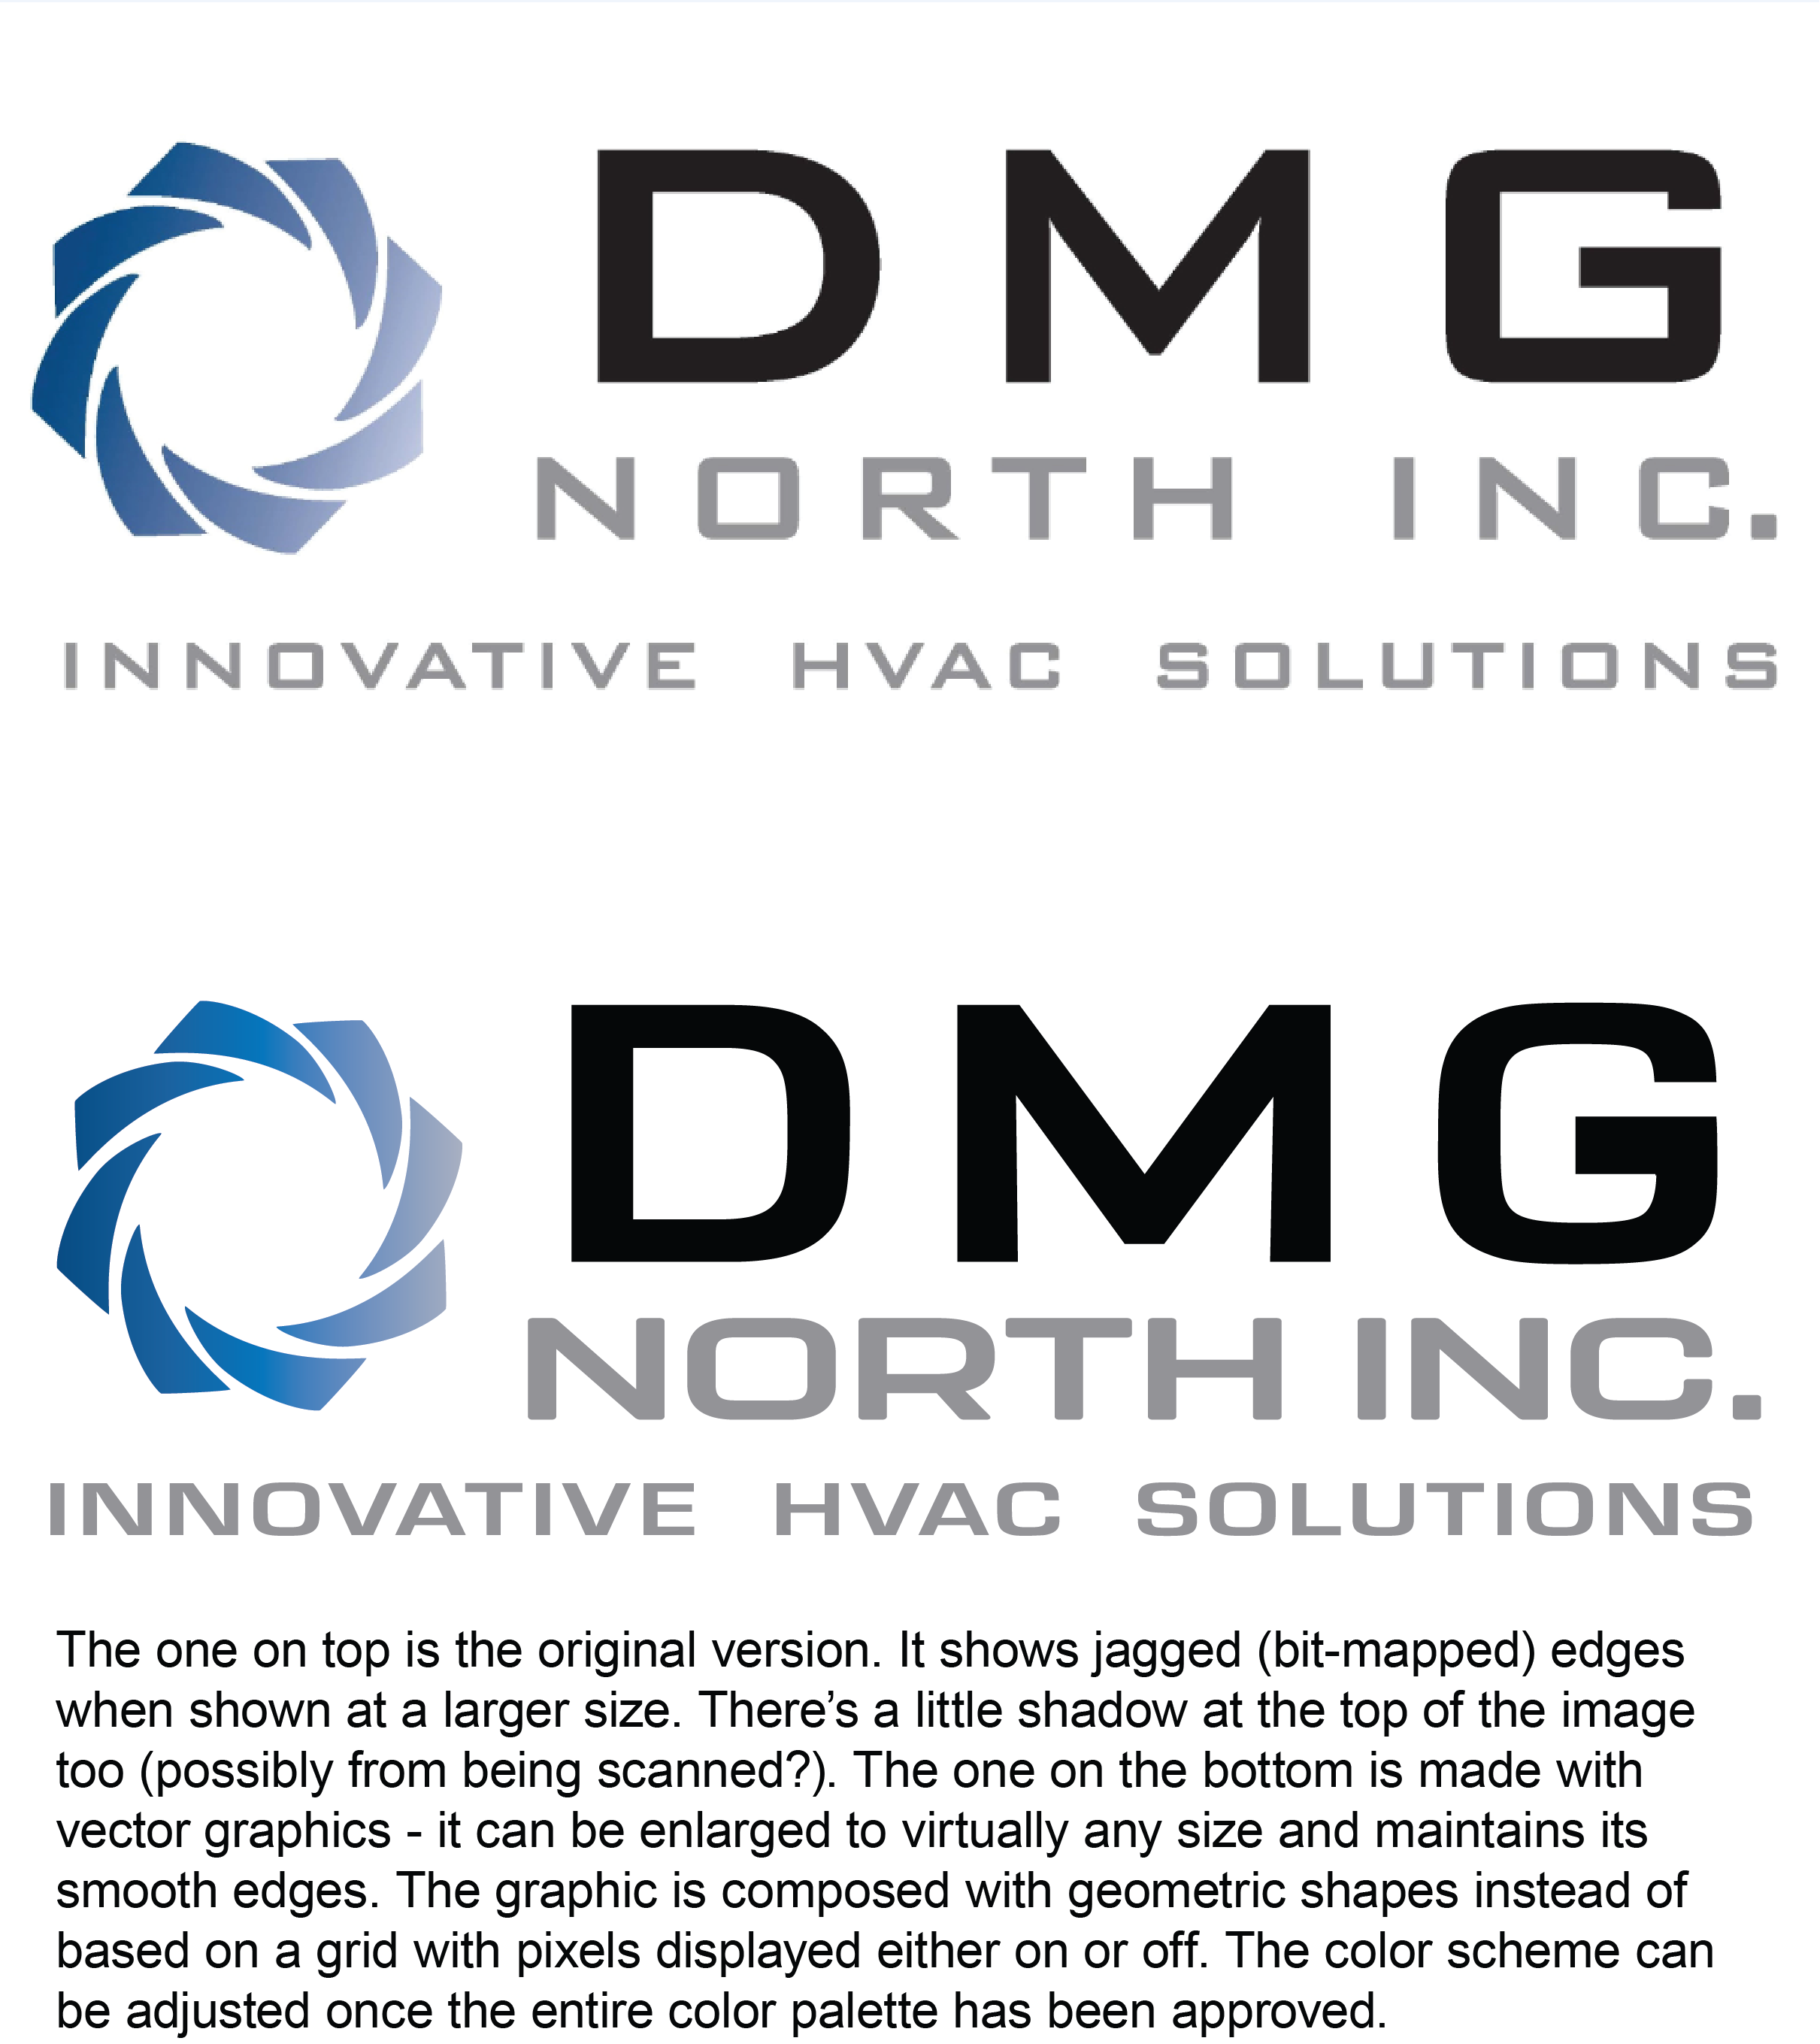 DMG
NORTH INC.
INNOVATIVE HVAC SOLUTIONS
DMG
NORTH INC.
INNOVATIVE HVAC SOLUTIONS
The one on top is the original version. It shows jagged (bit-mapped) edges
when shown at a larger size. There’s a little shadow at the top of the image
too (possibly from being scanned?). The one on the bottom is made with
vector graphics - it can be enlarged to virtually any size and maintains its
smooth edges. The graphic is composed with geometric shapes instead of
based on a grid with pixels displayed either on or off. The color scheme can
be adjusted once the entire color palette has been approved.